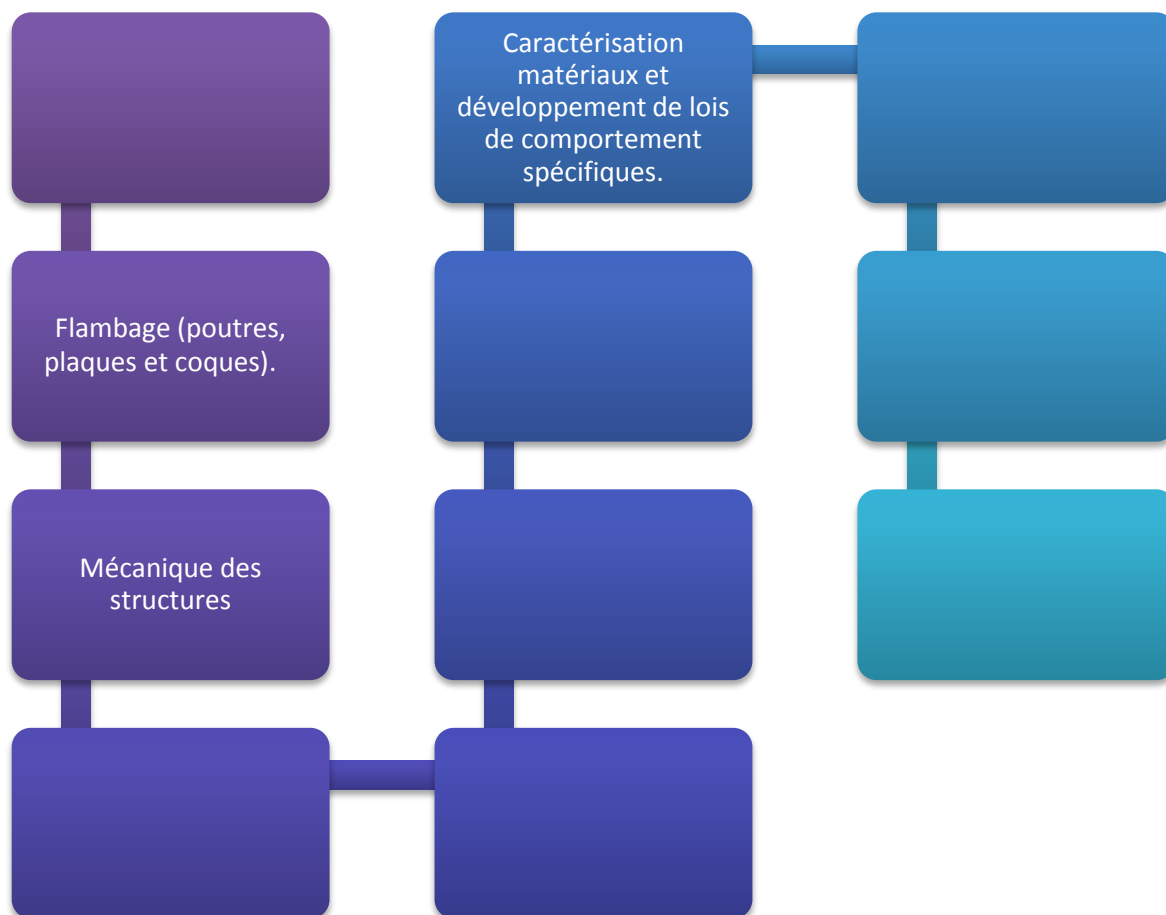 Flambage (poutres,
plaques et coques).
Mécanique des
structures
Caractérisation
matériaux et
développement de lois
de comportement
spécifiques.